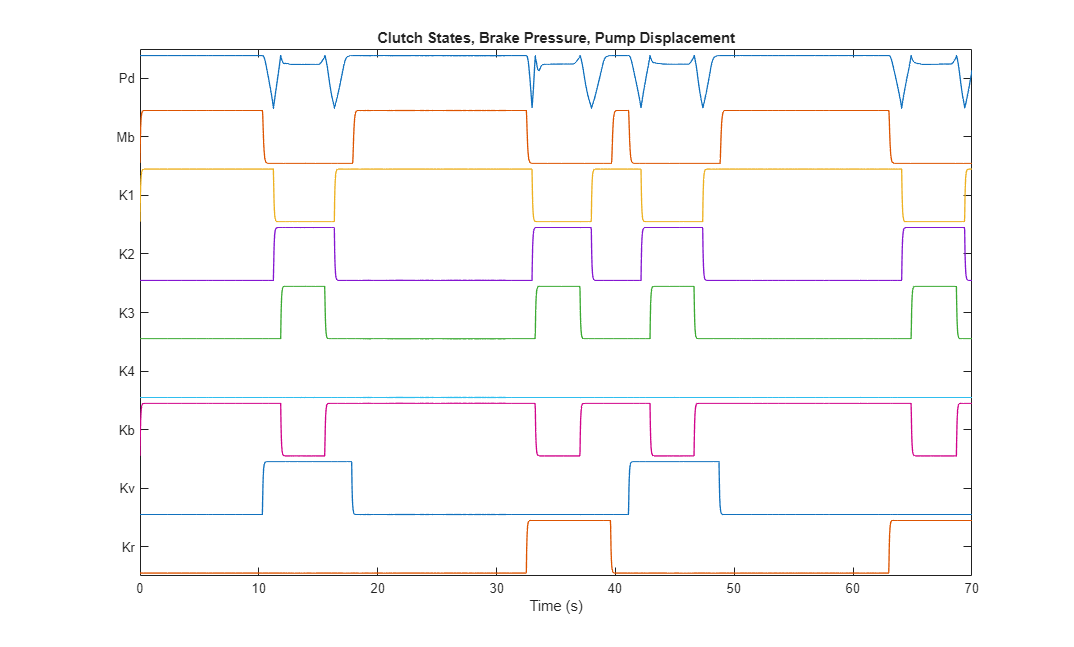 Clutch States, Brake Pressure, Pump Displacement
Pd
Mb
K1
K2
K3
K4
Kb
Kv
Kr
0 10 20 30 40 50 60 70
Time (s)